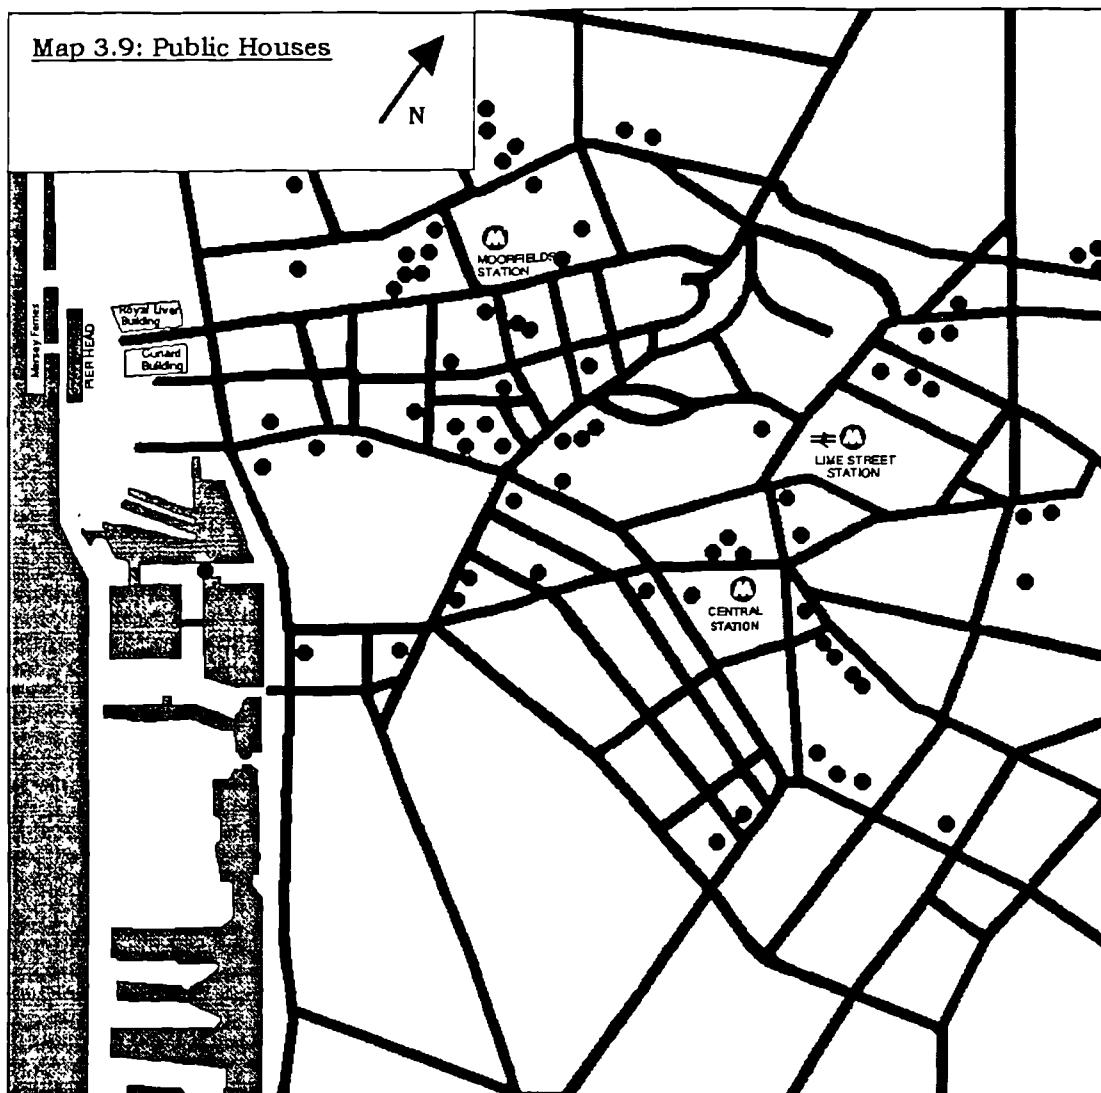 Map 3.9: Public Houses
N
M
MOORFIELDS
STATION
Royal Liver
Building
Cunard
Building
Mersey Ferries
PIER HEAD
M
LIME STREET
STATION
M
CENTRAL
STATION